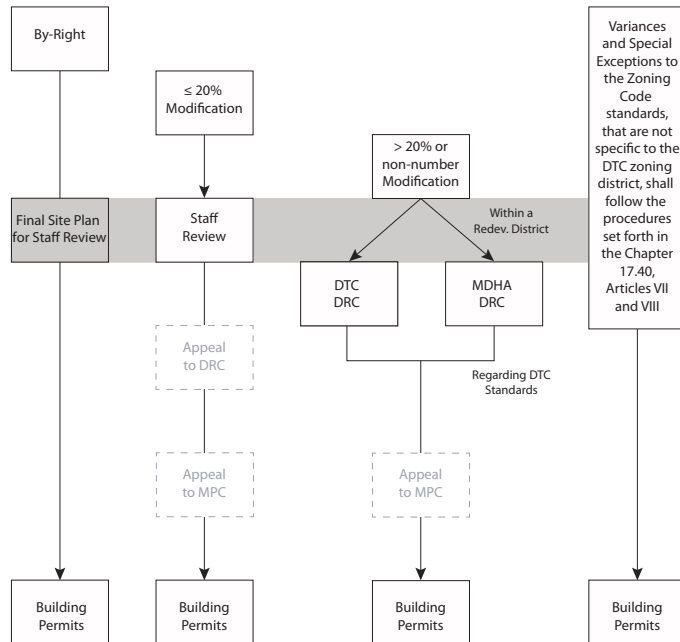 By-Right
≤ 20%
Modification
> 20% or
non-number
Modification
Variances
and Special
Exceptions to
the Zoning
Code
standards,
that are not
specific to the
DTC zoning
district, shall
follow the
procedures
set forth in
the Chapter
17.40,
Articles VII
and VIII
Final Site Plan
for Staff Review
Staff
Review
Within a
Redev. District
DTC
DRC
MDHA
DRC
Appeal
to DRC
Regarding DTC
Standards
Appeal
to MPC
Appeal
to MPC
Building
Permits
Building
Permits
Building
Permits
Building
Permits